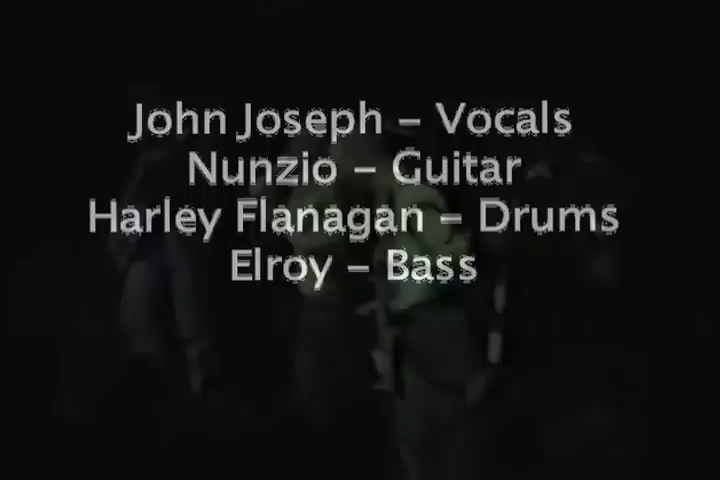 John Joseph – Vocals
Nunzio – Guitar
Harley Flanagan – Drums
Elroy – Bass